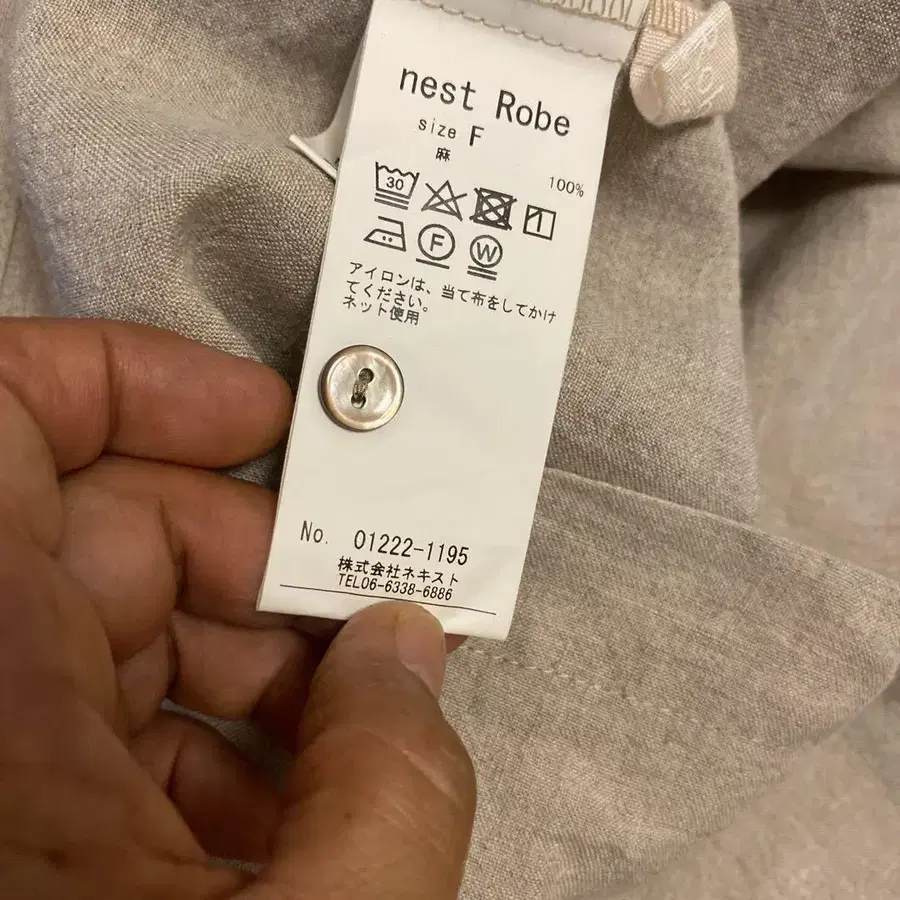 nest Robe
size F
麻 100%
30
1
F W
アイロンは、当て布をしてかけ
てください。
ネット使用
No. 01222-1195
株式会社ネキスト
TEL06-6338-6886